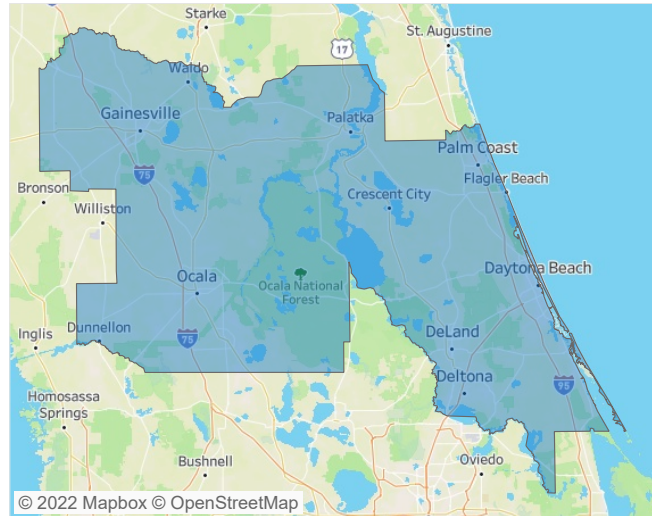 Starke
St. Augustine
17
Waldo
Gainesville
Palatka
Palm Coast
75
Flagler Beach
Bronson
Crescent City
Williston
Daytona Beach
Ocala
Ocala National
Forest
Inglis
Dunnellon
75
DeLand
Deltona
95
Homosassa
Springs
Bushnell
Oviedo
© 2022 Mapbox © OpenStreetMap